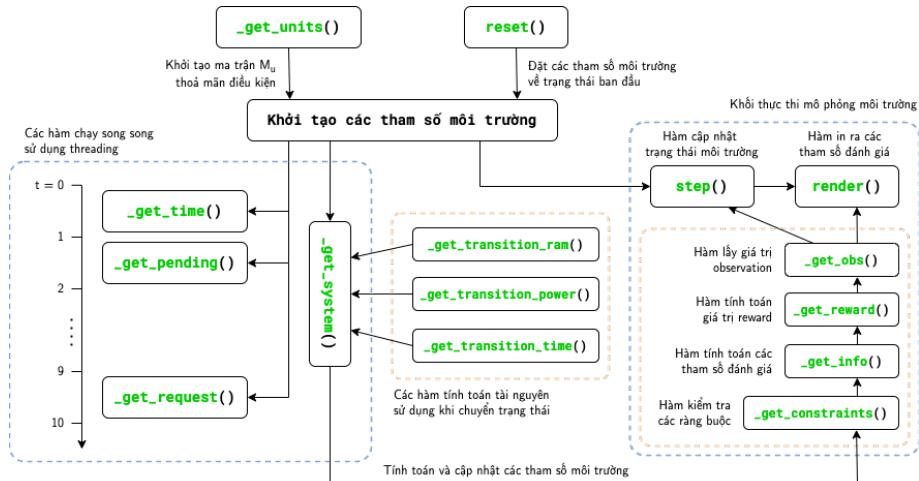 _get_units()
reset()
Khởi tạo ma trận Mu
thoả mãn điều kiện
Đặt các tham số môi trường
về trạng thái ban đầu
Khởi tạo các tham số môi trường
Khối thực thi mô phỏng môi trường
Các hàm chạy song song
sử dụng threading
Hàm cập nhật
trạng thái môi trường
Hàm in ra các
tham số đánh giá
t = 0
1
2
9
10
_get_time()
_get_pending()
_get_request()
_get_system()
_get_transition_ram()
_get_transition_power()
_get_transition_time()
Các hàm tính toán tài nguyên
sử dụng khi chuyển trạng thái
step()
render()
Hàm lấy giá trị
observation
_get_obs()
Hàm tính toán
giá trị reward
_get_reward()
Hàm tính toán các
tham số đánh giá
_get_info()
Hàm kiểm tra
các ràng buộc
_get_constraints()
Tính toán và cập nhật các tham số môi trường